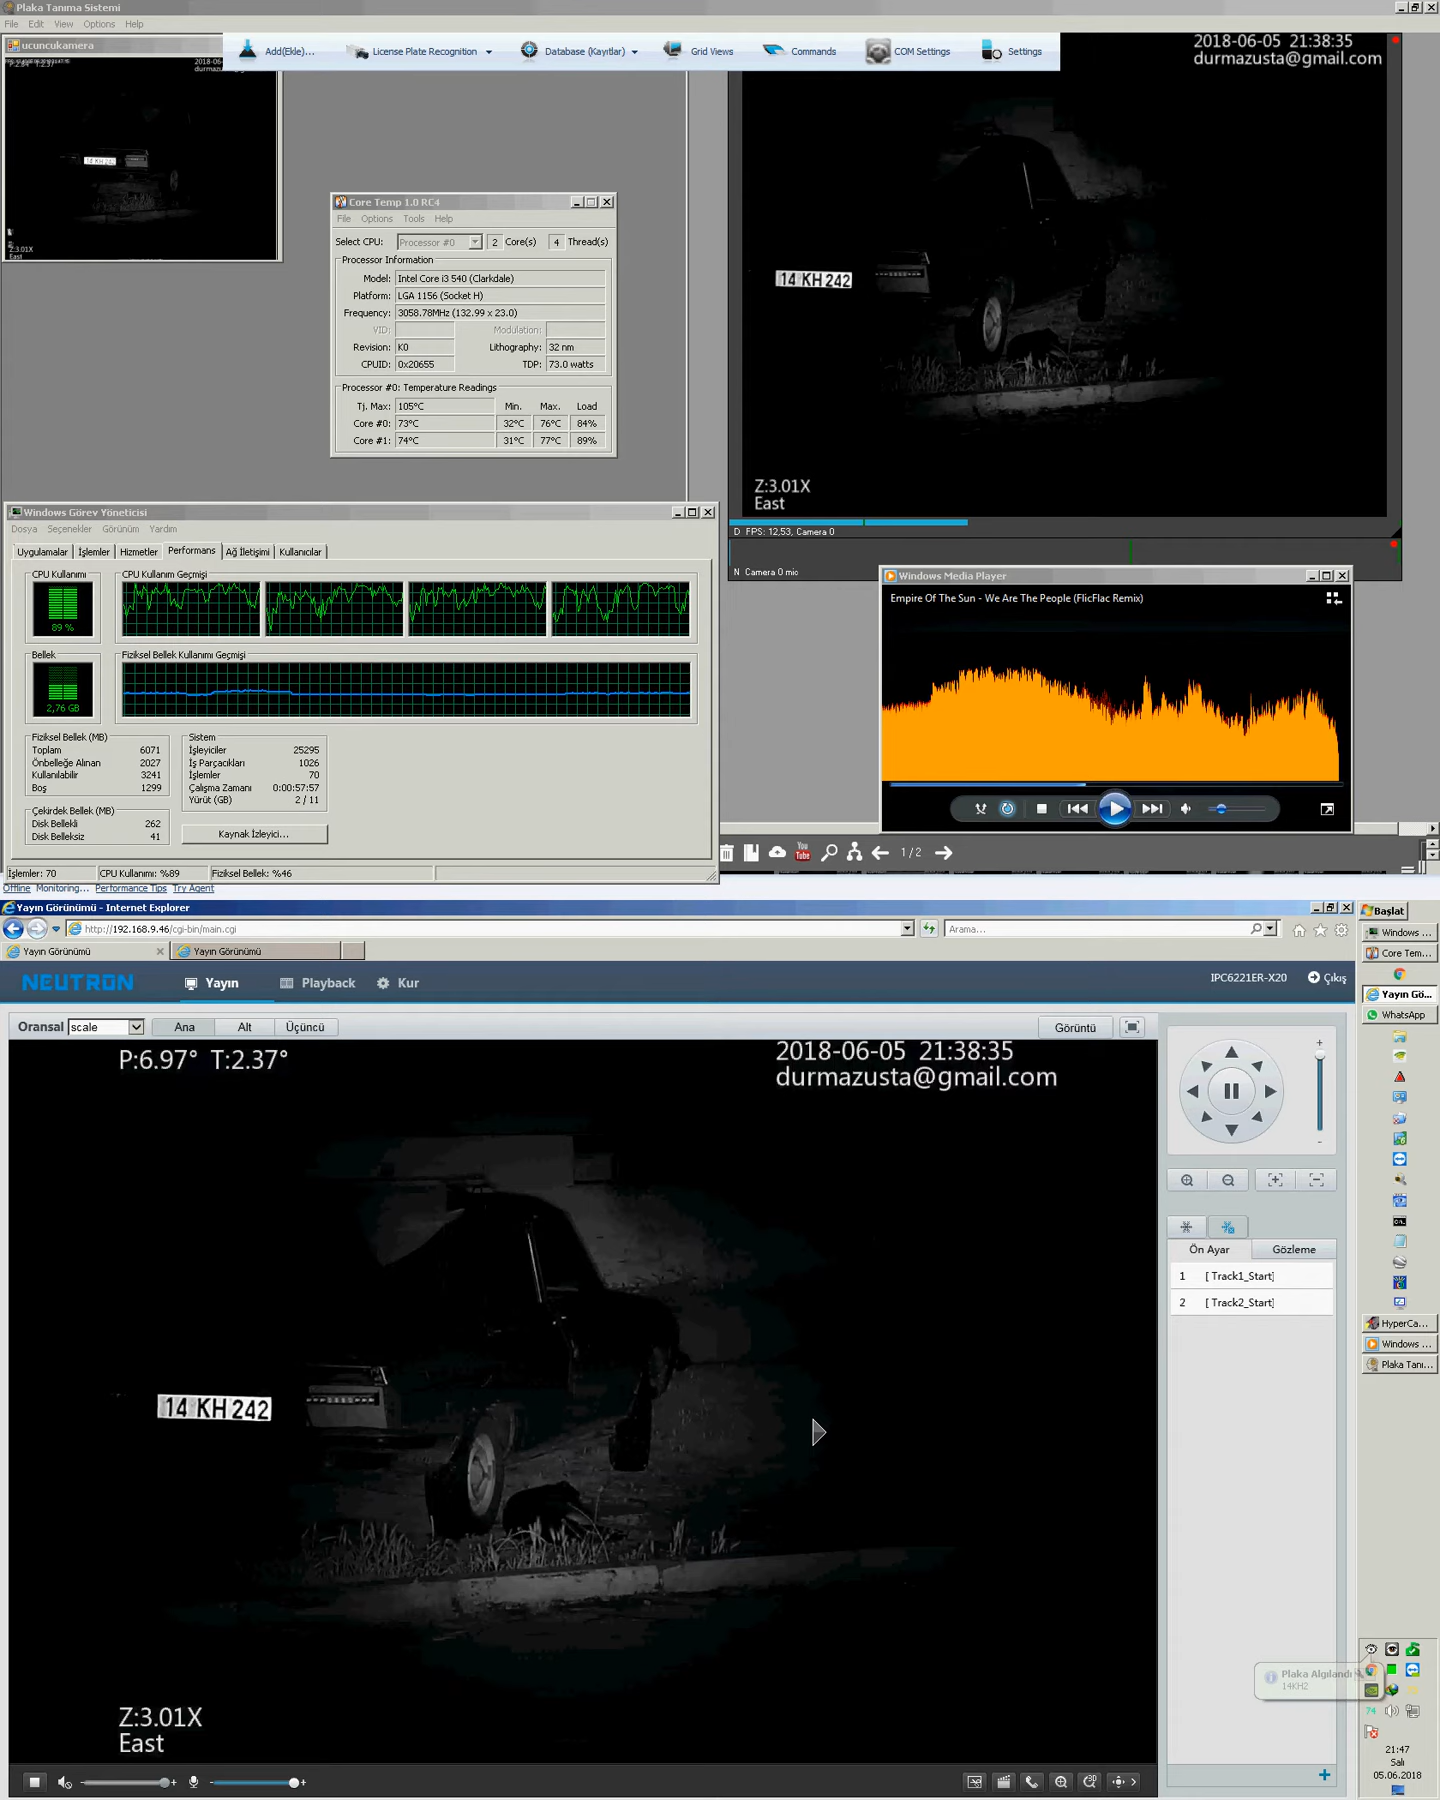 Plaka Tanıma Sistemi
File Edit View Options Help
ucuncukamera
Add(Ekle)... License Plate Recognition Database (Kayıtlar) Grid Views Commands COM Settings Settings
14 KH 242
Z:3.01X
East
2018-06-05 21:38:35
durmazusta@gmail.com
14 KH 242
Z:3.01X
East
D FPS: 12,53, Camera 0
N Camera 0 mic
Core Temp 1.0 RC4
File Options Tools Help
Select CPU: Processor #0 2 Core(s) 4 Thread(s)
Processor Information
Model: Intel Core i3 540 (Clarkdale)
Platform: LGA 1156 (Socket H)
Frequency: 3058.78MHz (132.99 x 23.0)
VID: Modulation:
Revision: K0 Lithography: 32 nm
CPUID: 0x20655 TDP: 73.0 watts
Processor #0: Temperature Readings
Tj. Max: 105°C Min. Max. Load
Core #0: 73°C 32°C 76°C 84%
Core #1: 74°C 31°C 77°C 89%
Windows Görev Yöneticisi
Dosya Seçenekler Görünüm Yardım
Uygulamalar İşlemler Hizmetler Performans Ağ İletişimi Kullanıcılar
CPU Kullanımı CPU Kullanım Geçmişi
89 %
Bellek Fiziksel Bellek Kullanımı Geçmişi
2,76 GB
Fiziksel Bellek (MB)
Toplam 6071
Önbelleğe Alınan 2027
Kullanılabilir 3241
Boş 1299
Çekirdek Bellek (MB)
Disk Bellekli 262
Disk Belleksiz 41
Sistem
İşleyiciler 25295
İş Parçacıkları 1026
İşlemler 70
Çalışma Zamanı 0:00:57:57
Yürüt (GB) 2 / 11
Kaynak İzleyici...
İşlemler: 70 CPU Kullanımı: %89 Fiziksel Bellek: %46
Windows Media Player
Empire Of The Sun - We Are The People (FlicFlac Remix)
You Tube
1 / 2
Offline Monitoring... Performance Tips Try Agent
Yayın Görünümü - Internet Explorer
http://192.168.9.46/cgi-bin/main.cgi Arama...
Yayın Görünümü Yayın Görünümü
NEUTRON Yayın Playback Kur IPC6221ER-X20 Çıkış
Oransal scale Ana Alt Üçüncü Görüntü
P:6.97° T:2.37°
2018-06-05 21:38:35
durmazusta@gmail.com
14 KH 242
Z:3.01X
East
Ön Ayar Gözleme
1 [ Track1_Start]
2 [ Track2_Start]
Başlat
Windows ...
Core Tem...
Yayın Gö...
WhatsApp
HyperCa...
Windows ...
Plaka Tanı...
Plaka Algılandı
14KH2
74
21:47
Salı
05.06.2018